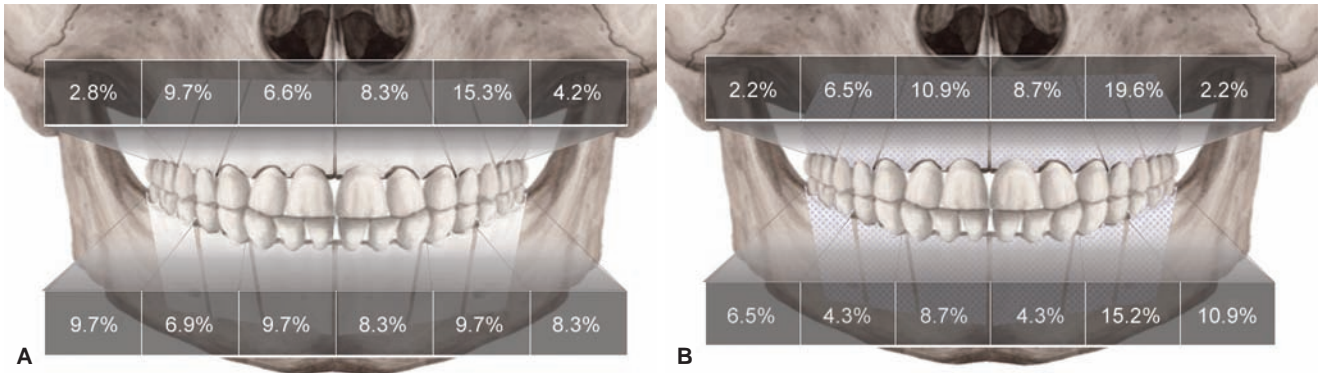 2.8% 9.7% 6.6% 8.3% 15.3% 4.2%
9.7% 6.9% 9.7% 8.3% 9.7% 8.3%
A
2.2% 6.5% 10.9% 8.7% 19.6% 2.2%
6.5% 4.3% 8.7% 4.3% 15.2% 10.9%
B